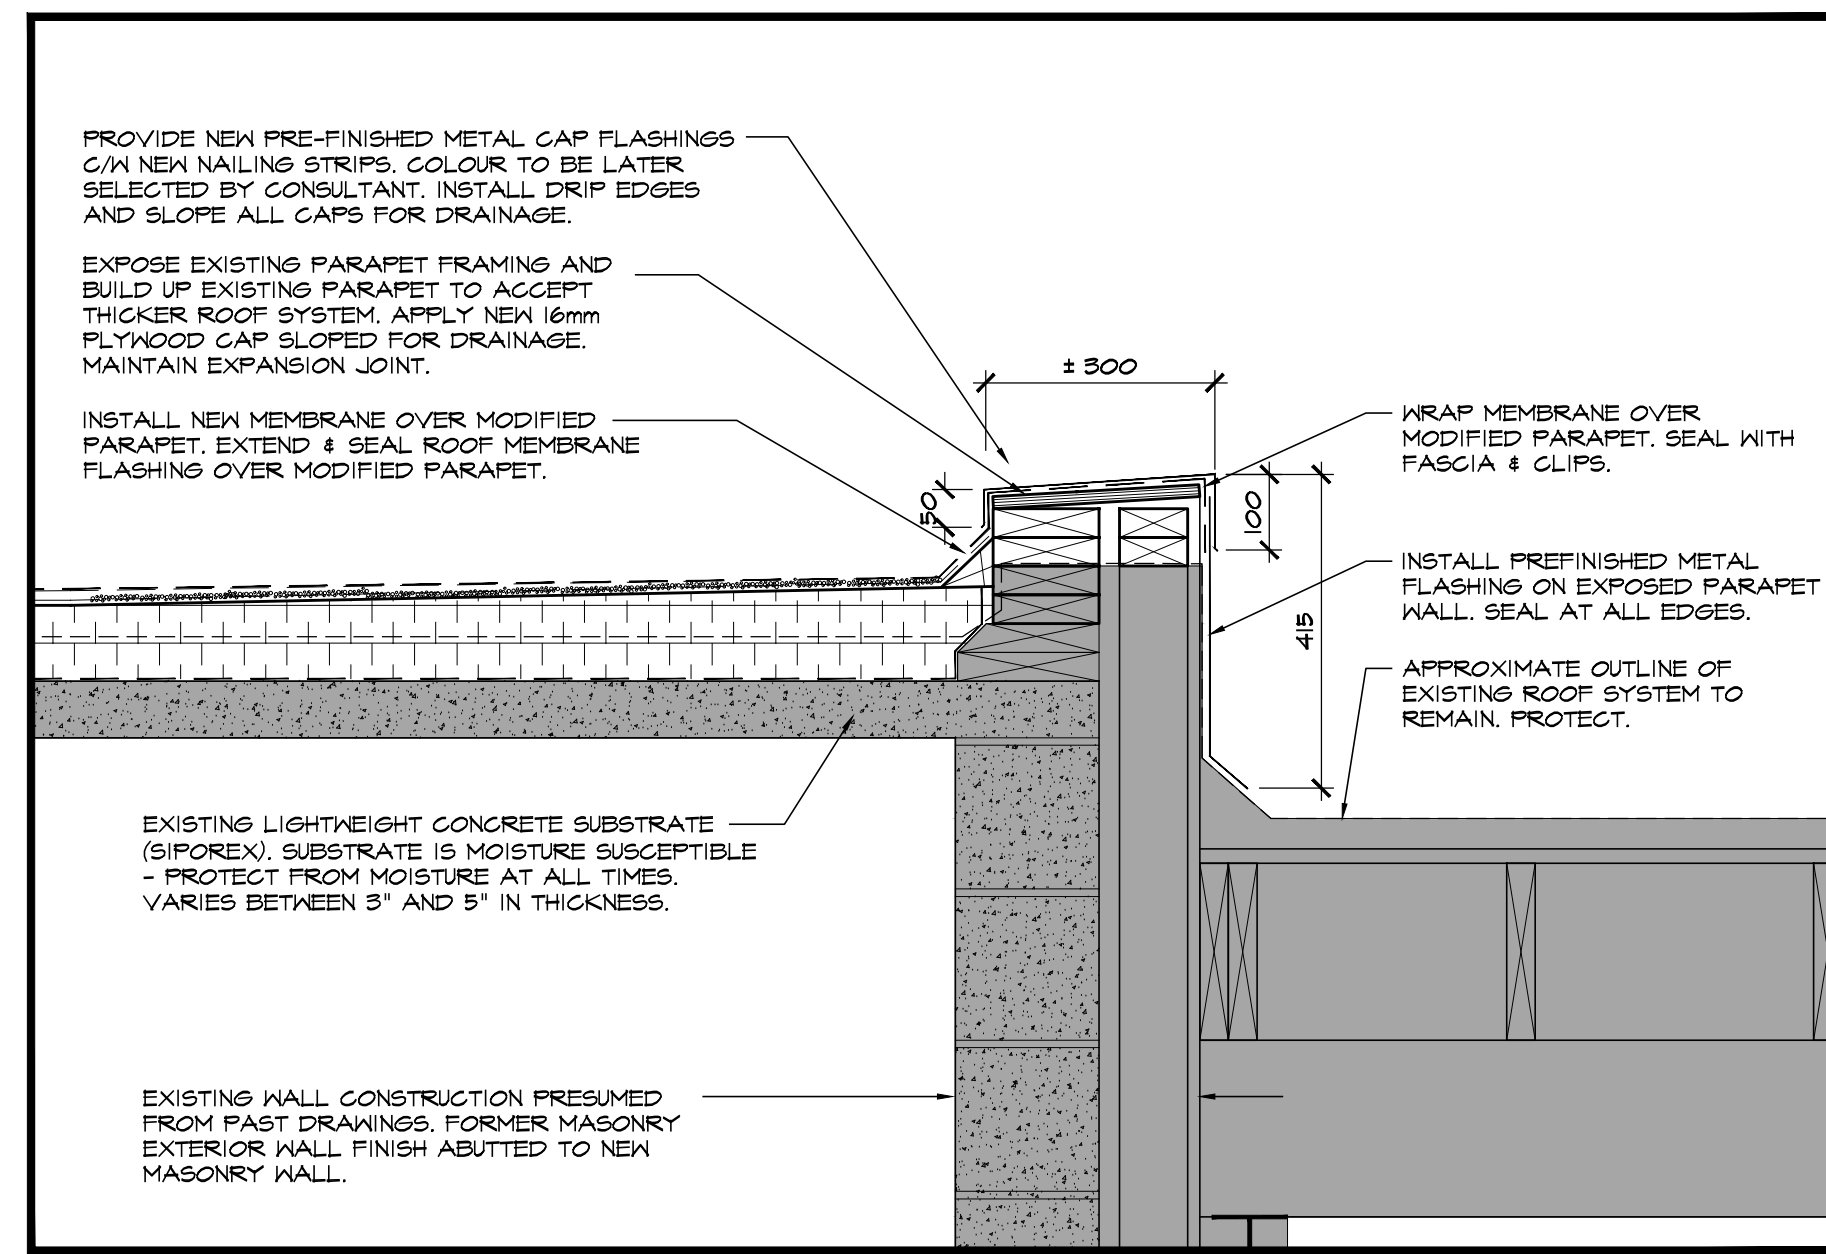 PROVIDE NEW PRE-FINISHED METAL CAP FLASHINGS
C/W NEW NAILING STRIPS. COLOUR TO BE LATER
SELECTED BY CONSULTANT. INSTALL DRIP EDGES
AND SLOPE ALL CAPS FOR DRAINAGE.
EXPOSE EXISTING PARAPET FRAMING AND
BUILD UP EXISTING PARAPET TO ACCEPT
THICKER ROOF SYSTEM. APPLY NEW 16mm
PLYWOOD CAP SLOPED FOR DRAINAGE.
MAINTAIN EXPANSION JOINT.
INSTALL NEW MEMBRANE OVER MODIFIED
PARAPET. EXTEND & SEAL ROOF MEMBRANE
FLASHING OVER MODIFIED PARAPET.
± 300
50
100
415
WRAP MEMBRANE OVER
MODIFIED PARAPET. SEAL WITH
FASCIA & CLIPS.
INSTALL PREFINISHED METAL
FLASHING ON EXPOSED PARAPET
WALL. SEAL AT ALL EDGES.
APPROXIMATE OUTLINE OF
EXISTING ROOF SYSTEM TO
REMAIN. PROTECT.
EXISTING LIGHTWEIGHT CONCRETE SUBSTRATE
(SIPOREX). SUBSTRATE IS MOISTURE SUSCEPTIBLE
- PROTECT FROM MOISTURE AT ALL TIMES.
VARIES BETWEEN 3" AND 5" IN THICKNESS.
EXISTING WALL CONSTRUCTION PRESUMED
FROM PAST DRAWINGS. FORMER MASONRY
EXTERIOR WALL FINISH ABUTTED TO NEW
MASONRY WALL.